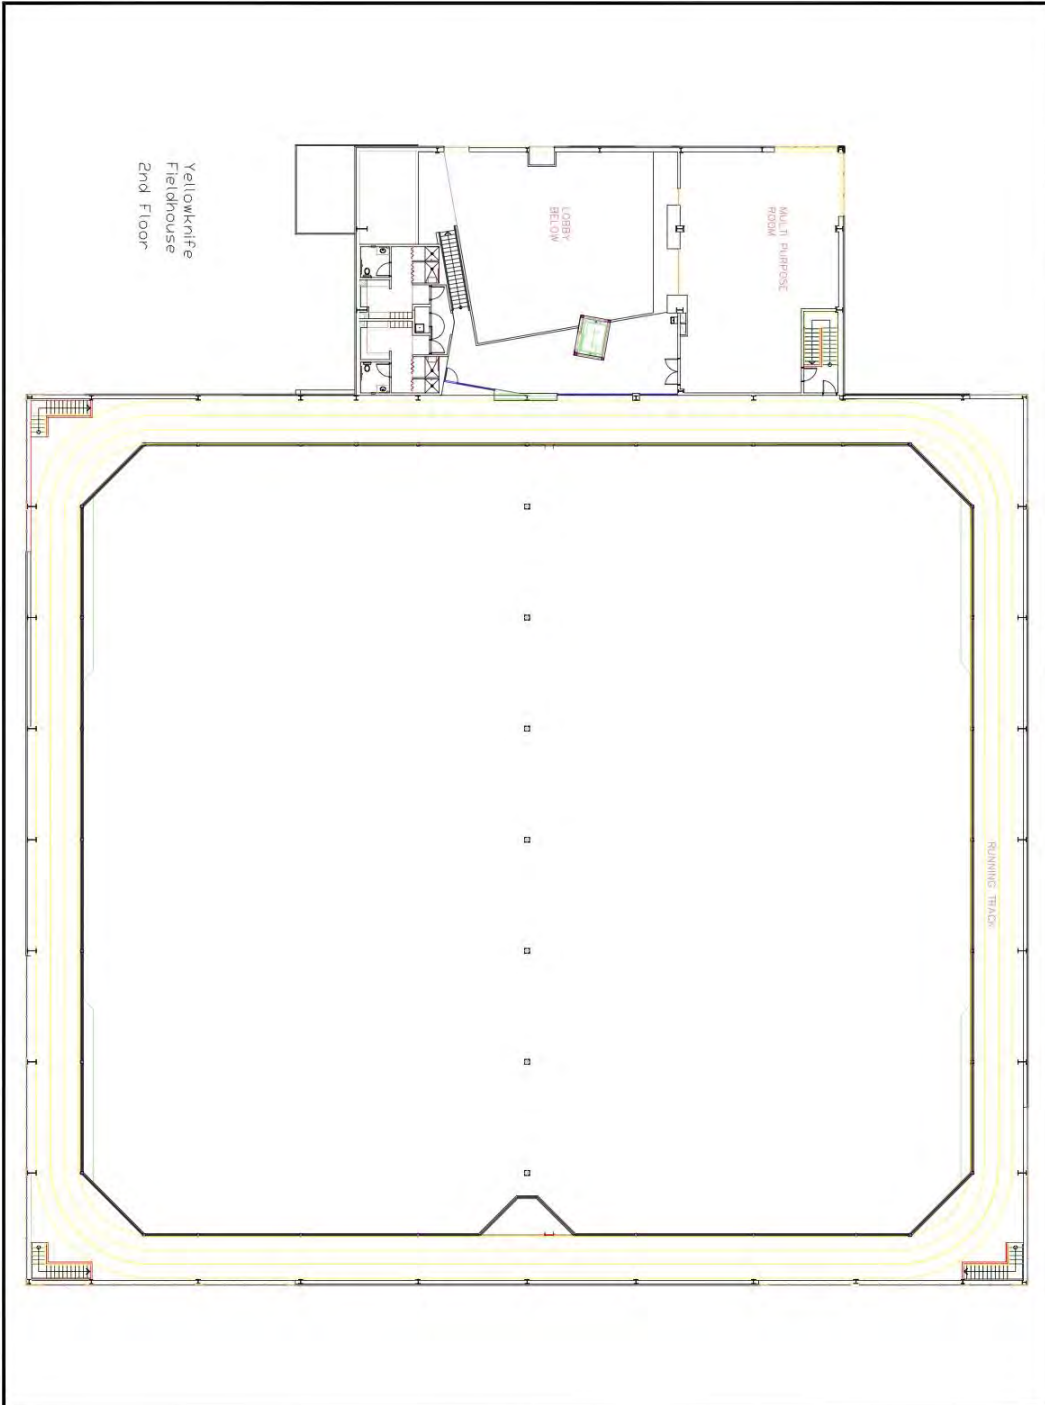 Yellowknife
Fieldhouse
2nd Floor
LOBBY
BELOW
MULTI PURPOSE
ROOM
RUNNING TRACK